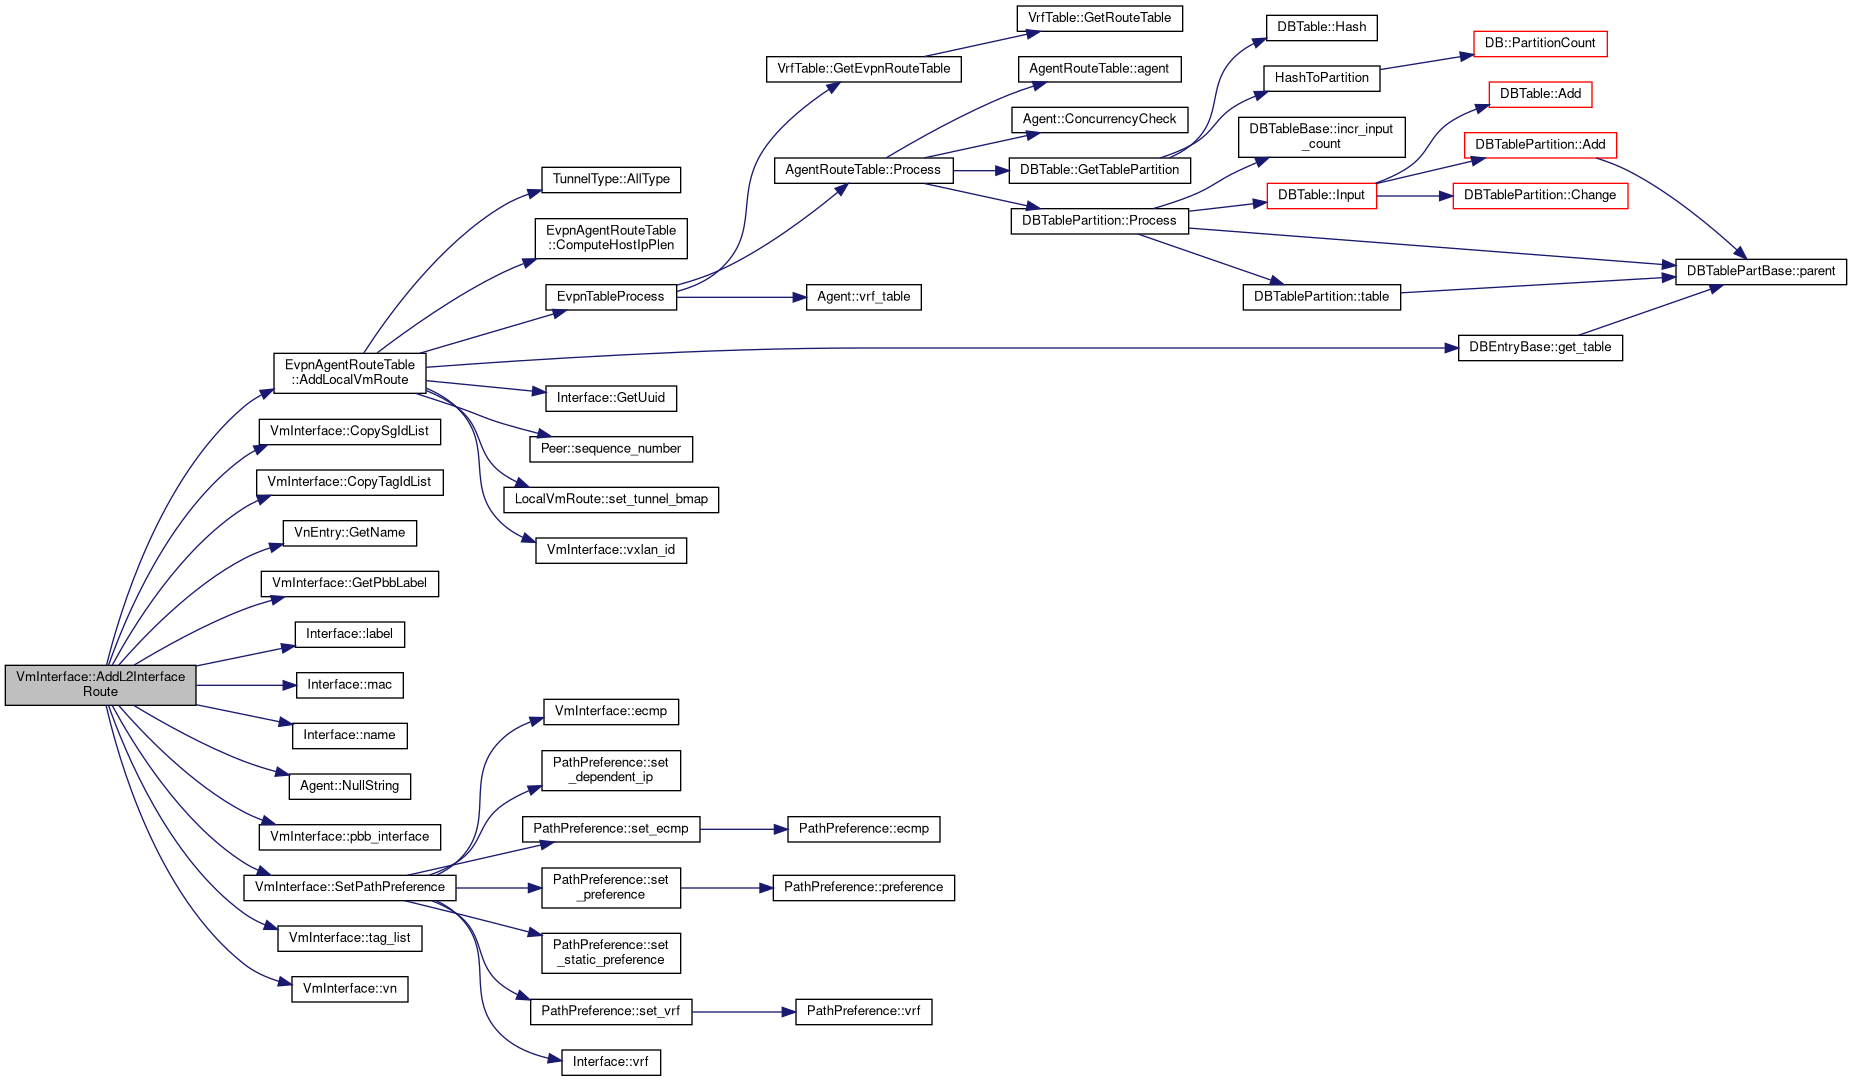 VmInterface::AddL2Interface
Route
EvpnAgentRouteTable
::AddLocalVmRoute
VmInterface::CopySgIdList
VmInterface::CopyTagIdList
VnEntry::GetName
VmInterface::GetPbbLabel
Interface::label
Interface::mac
Interface::name
Agent::NullString
VmInterface::pbb_interface
VmInterface::SetPathPreference
VmInterface::tag_list
VmInterface::vn
TunnelType::AllType
EvpnAgentRouteTable
::ComputeHostIpPlen
EvpnTableProcess
Interface::GetUuid
Peer::sequence_number
LocalVmRoute::set_tunnel_bmap
VmInterface::vxlan_id
VmInterface::ecmp
PathPreference::set
_dependent_ip
PathPreference::set_ecmp
PathPreference::set
_preference
PathPreference::set
_static_preference
PathPreference::set_vrf
Interface::vrf
VrfTable::GetEvpnRouteTable
AgentRouteTable::Process
Agent::vrf_table
PathPreference::ecmp
PathPreference::preference
PathPreference::vrf
VrfTable::GetRouteTable
AgentRouteTable::agent
Agent::ConcurrencyCheck
DBTable::GetTablePartition
DBTablePartition::Process
DBTable::Hash
HashToPartition
DBTableBase::incr_input
_count
DBTable::Input
DBTablePartition::table
DB::PartitionCount
DBTable::Add
DBTablePartition::Add
DBTablePartition::Change
DBEntryBase::get_table
DBTablePartBase::parent